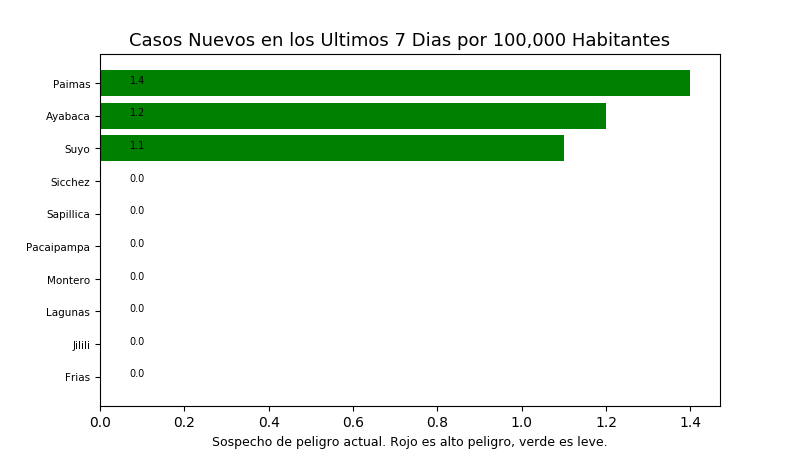 Casos Nuevos en los Ultimos 7 Dias por 100,000 Habitantes
Paimas 1.4
Ayabaca 1.2
Suyo 1.1
Sicchez 0.0
Sapillica 0.0
Pacaipampa 0.0
Montero 0.0
Lagunas 0.0
Jilili 0.0
Frias 0.0
0.0 0.2 0.4 0.6 0.8 1.0 1.2 1.4
Sospecho de peligro actual. Rojo es alto peligro, verde es leve.